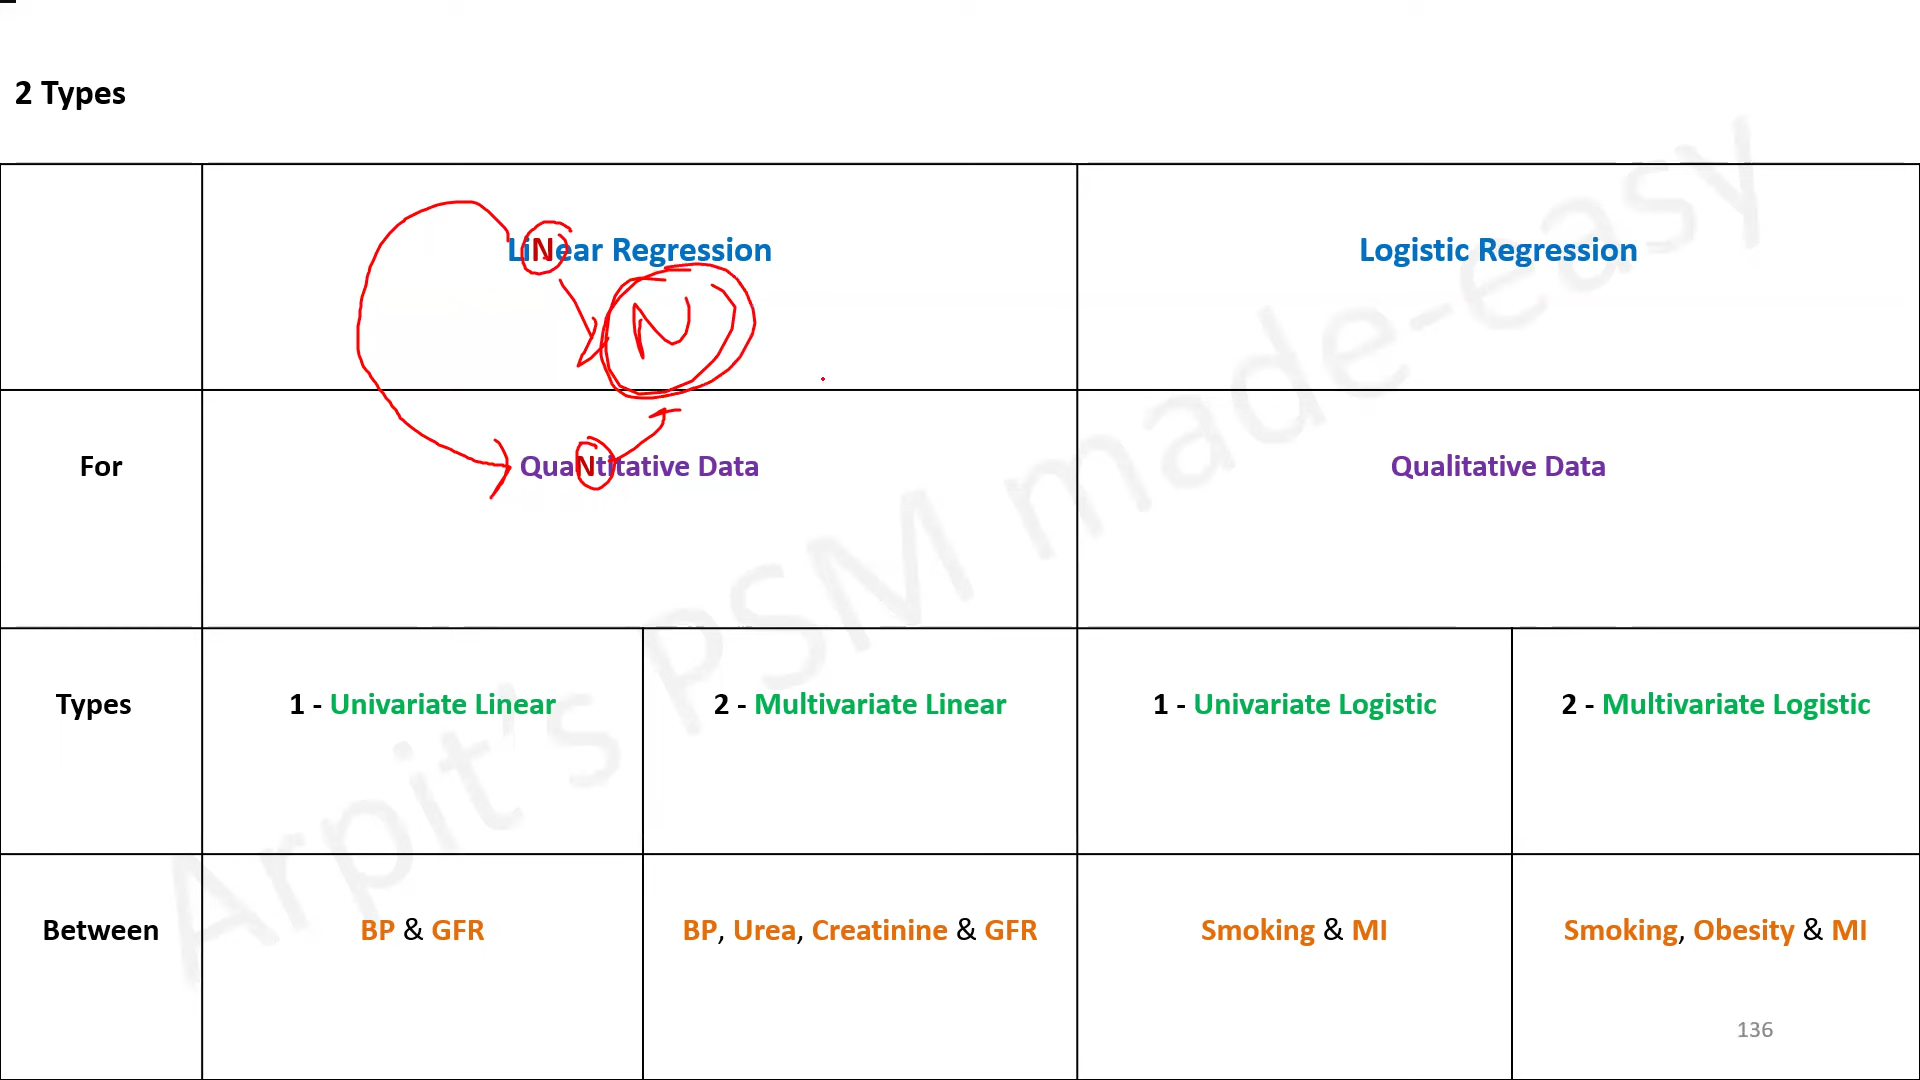 2 Types
LiNear Regression
Logistic Regression
N
For
QuaNtitative Data
Qualitative Data
Types
1 - Univariate Linear
2 - Multivariate Linear
1 - Univariate Logistic
2 - Multivariate Logistic
Between
BP & GFR
BP, Urea, Creatinine & GFR
Smoking & MI
Smoking, Obesity & MI
136
Arpit's PSM made-easy